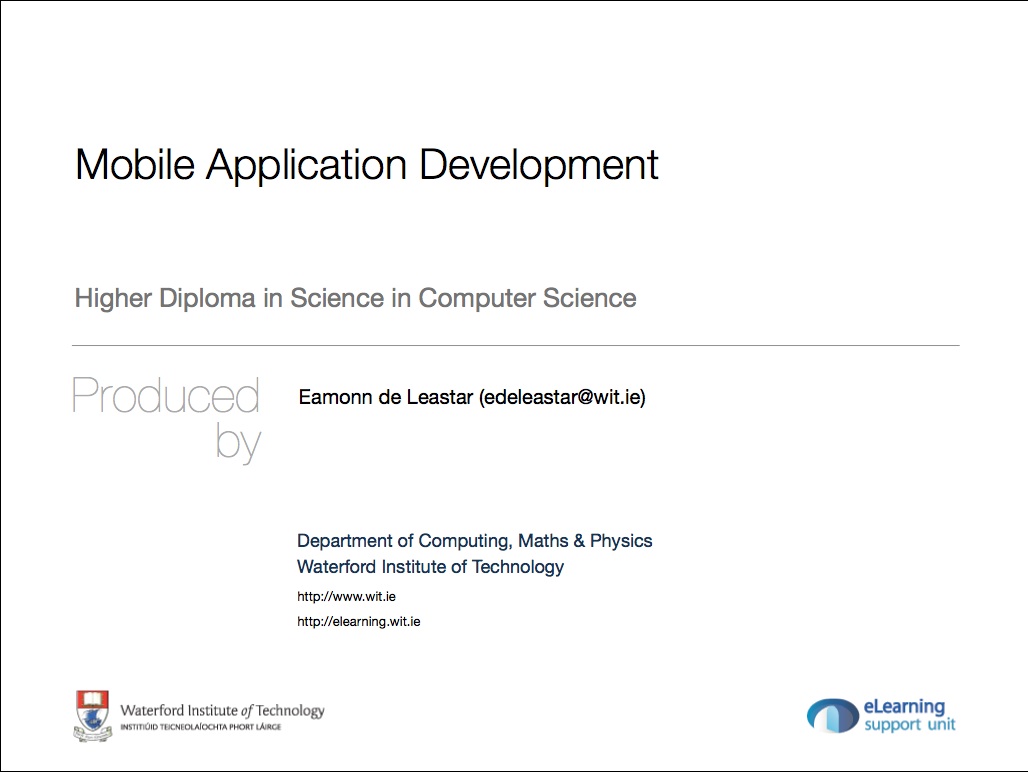 Mobile Application Development
Higher Diploma in Science in Computer Science
Produced
by
Eamonn de Leastar (edeleastar@wit.ie)
Department of Computing, Maths & Physics
Waterford Institute of Technology
http://www.wit.ie
http://elearning.wit.ie
Waterford Institute of Technology
INSTITIÚID TEICNEOLAÍOCHTA PHORT LÁIRGE
eLearning
support unit